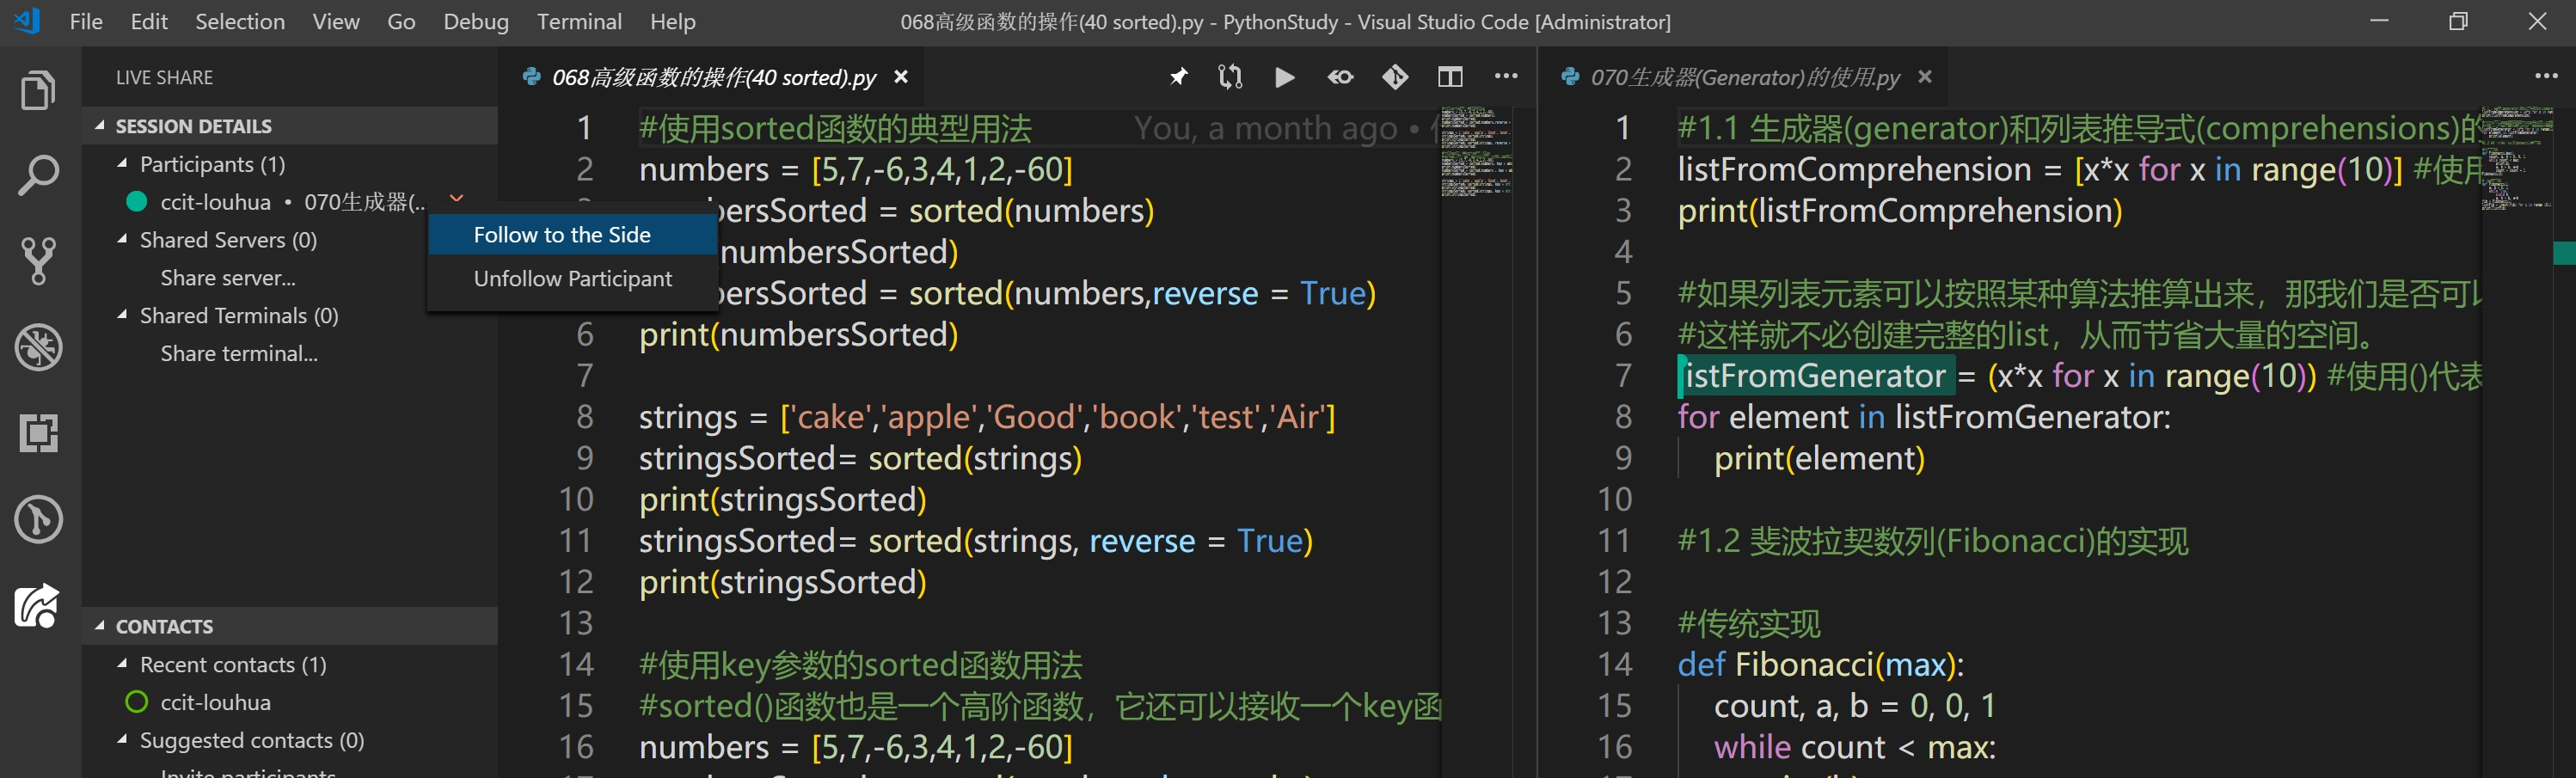 File Edit Selection View Go Debug Terminal Help
068高级函数的操作(40 sorted).py - PythonStudy - Visual Studio Code [Administrator]
LIVE SHARE
SESSION DETAILS
Participants (1)
ccit-louhua • 070生成器(...
Shared Servers (0)
Share server...
Shared Terminals (0)
Share terminal...
Follow to the Side
Unfollow Participant
CONTACTS
Recent contacts (1)
ccit-louhua
Suggested contacts (0)
Invite participants
068高级函数的操作(40 sorted).py
1 #使用sorted函数的典型用法 You, a month ago •
2 numbers = [5,7,-6,3,4,1,2,-60]
bersSorted = sorted(numbers)
numbersSorted)
bersSorted = sorted(numbers,reverse = True)
6 print(numbersSorted)
7
8 strings = ['cake','apple','Good','book','test','Air']
9 stringsSorted= sorted(strings)
10 print(stringsSorted)
11 stringsSorted= sorted(strings, reverse = True)
12 print(stringsSorted)
13
14 #使用key参数的sorted函数用法
15 #sorted()函数也是一个高阶函数，它还可以接收一个key函
16 numbers = [5,7,-6,3,4,1,2,-60]
070生成器(Generator)的使用.py
1 #1.1 生成器(generator)和列表推导式(comprehensions)的
2 listFromComprehension = [x*x for x in range(10)] #使用
3 print(listFromComprehension)
4
5 #如果列表元素可以按照某种算法推算出来，那我们是否可以
6 #这样就不必创建完整的list，从而节省大量的空间。
7 listFromGenerator = (x*x for x in range(10)) #使用()代表
8 for element in listFromGenerator:
9 print(element)
10
11 #1.2 斐波拉契数列(Fibonacci)的实现
12
13 #传统实现
14 def Fibonacci(max):
15 count, a, b = 0, 0, 1
16 while count < max: